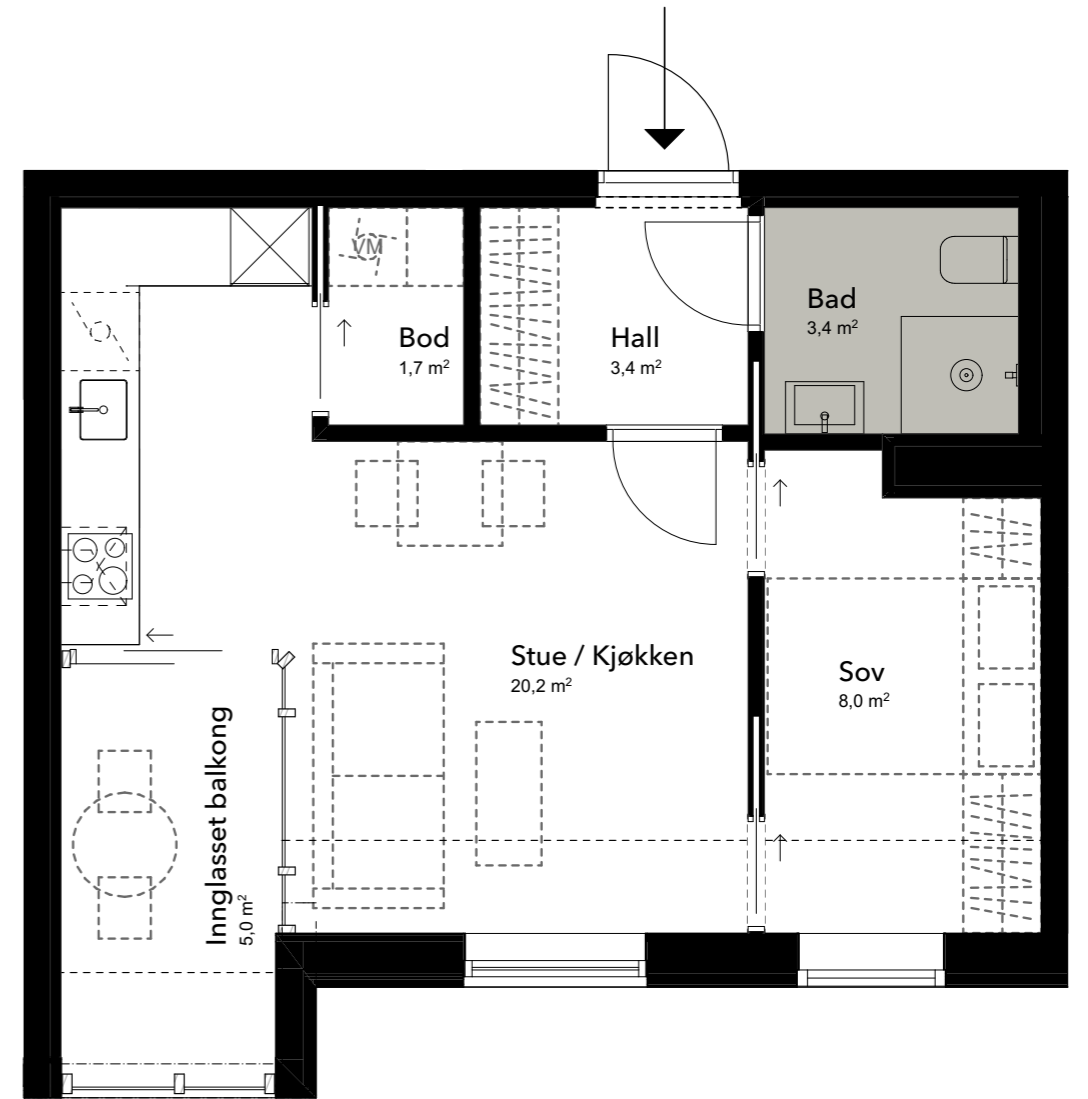 VM
Bod
1,7 m²
Hall
3,4 m²
Bad
3,4 m²
Stue / Kjøkken
20,2 m²
Sov
8,0 m²
Innglasset balkong
5,0 m²